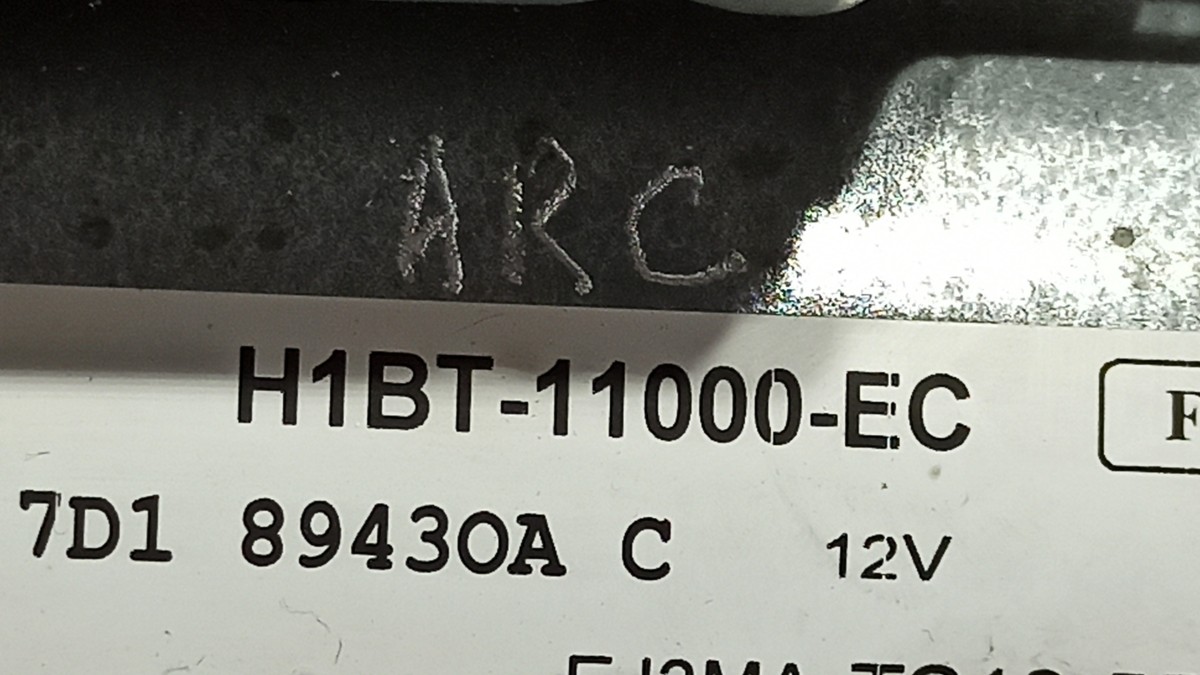 ARC
H1BT-11000-EC
F
7D1 89430A C 12V